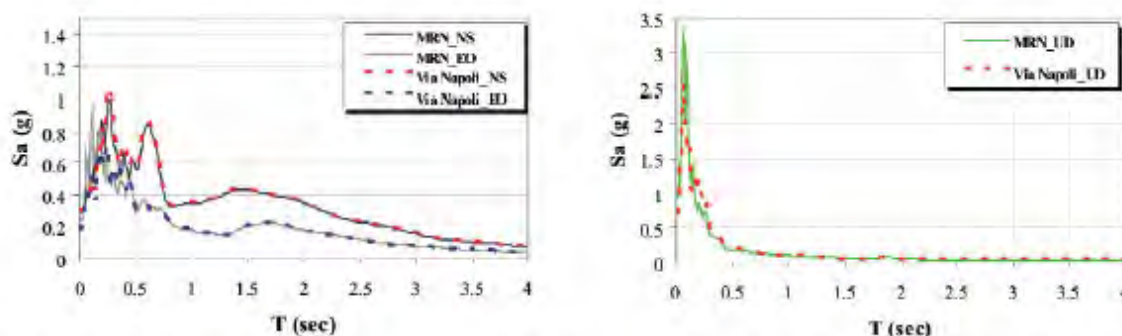 1.4
1.2
1
0.8
0.6
0.4
0.2
0
Sa (g)
MRN_NS
MRN_EO
Via Napoli_NS
Via Napoli_EO
0 0.5 1 1.5 2 2.5 3 3.5 4
T (sec)
3.5
3
2.5
2
1.5
1
0.5
0
Sa (g)
MRN_UD
Via Napoli_UD
0 0.5 1 1.5 2 2.5 3 3.5 4
T (sec)